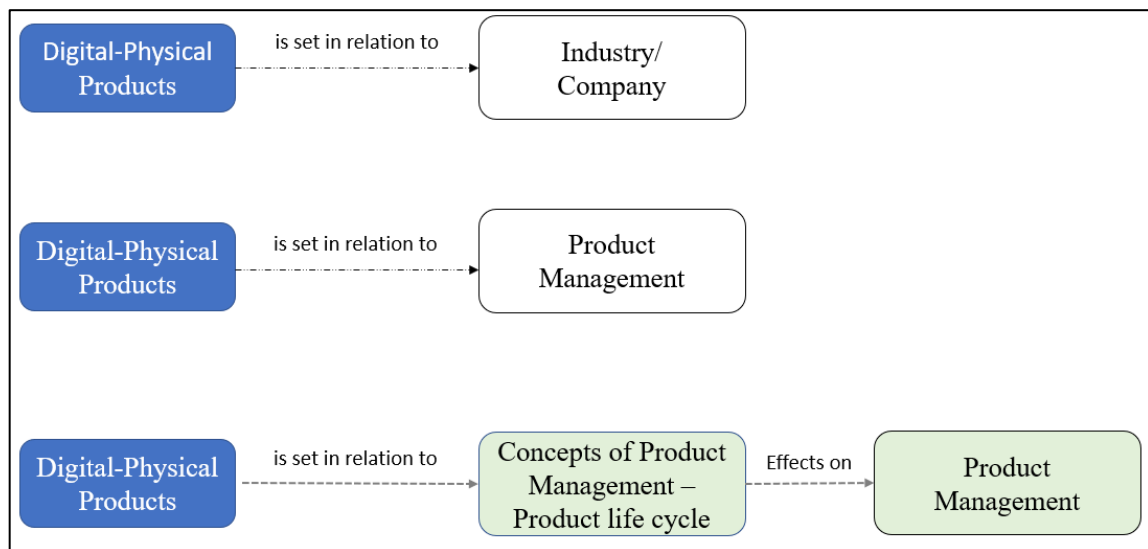 Digital-Physical
Products
is set in relation to
Industry/
Company
Digital-Physical
Products
is set in relation to
Product
Management
Digital-Physical
Products
is set in relation to
Concepts of Product
Management –
Product life cycle
Effects on
Product
Management